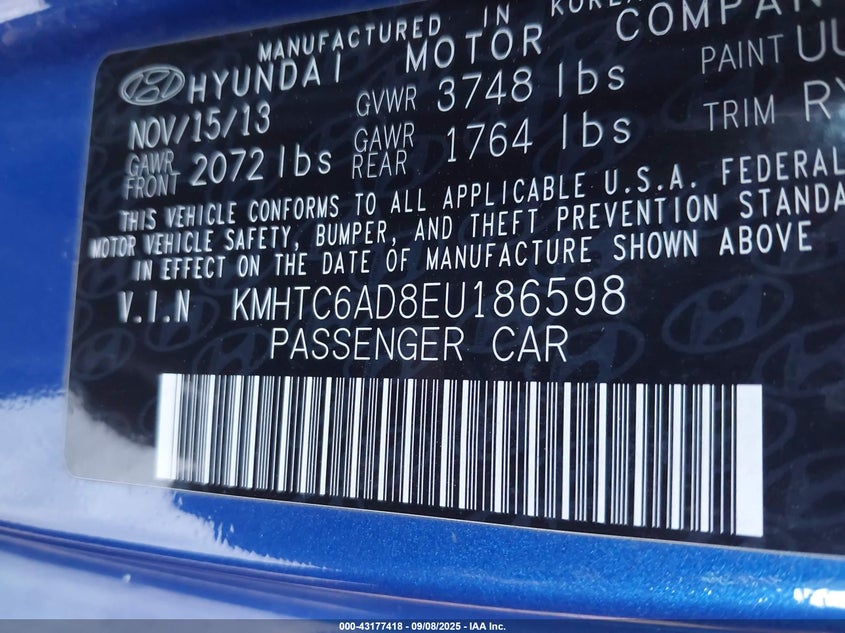 MANUFACTURED IN KOREA
HYUNDAI MOTOR COMPAN
NOV/15/13 GVWR 3748 lbs PAINT UU
GAWR FRONT 2072 lbs GAWR REAR 1764 lbs TRIM RY
THIS VEHICLE CONFORMS TO ALL APPLICABLE U.S.A. FEDERAL
MOTOR VEHICLE SAFETY, BUMPER, AND THEFT PREVENTION STANDA
IN EFFECT ON THE DATE OF MANUFACTURE SHOWN ABOVE
V.I.N KMHTC6AD8EU186598
PASSENGER CAR
000-43177418 - 09/08/2025 - IAA Inc.